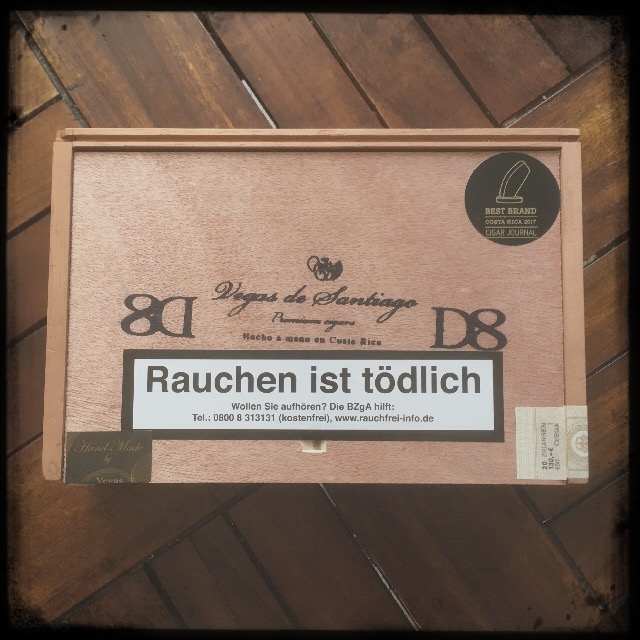 BEST BRAND
COSTA RICA 2017
CIGAR JOURNAL
Vegas de Santiago
Premium cigars
Hecho a mano en Costa Rica
D8
D8
Rauchen ist tödlich
Wollen Sie aufhören? Die BZgA hilft:
Tel.: 0800 8 313131 (kostenfrei), www.rauchfrei-info.de
Hand Made
by
Vegas
20 ZIGARREN